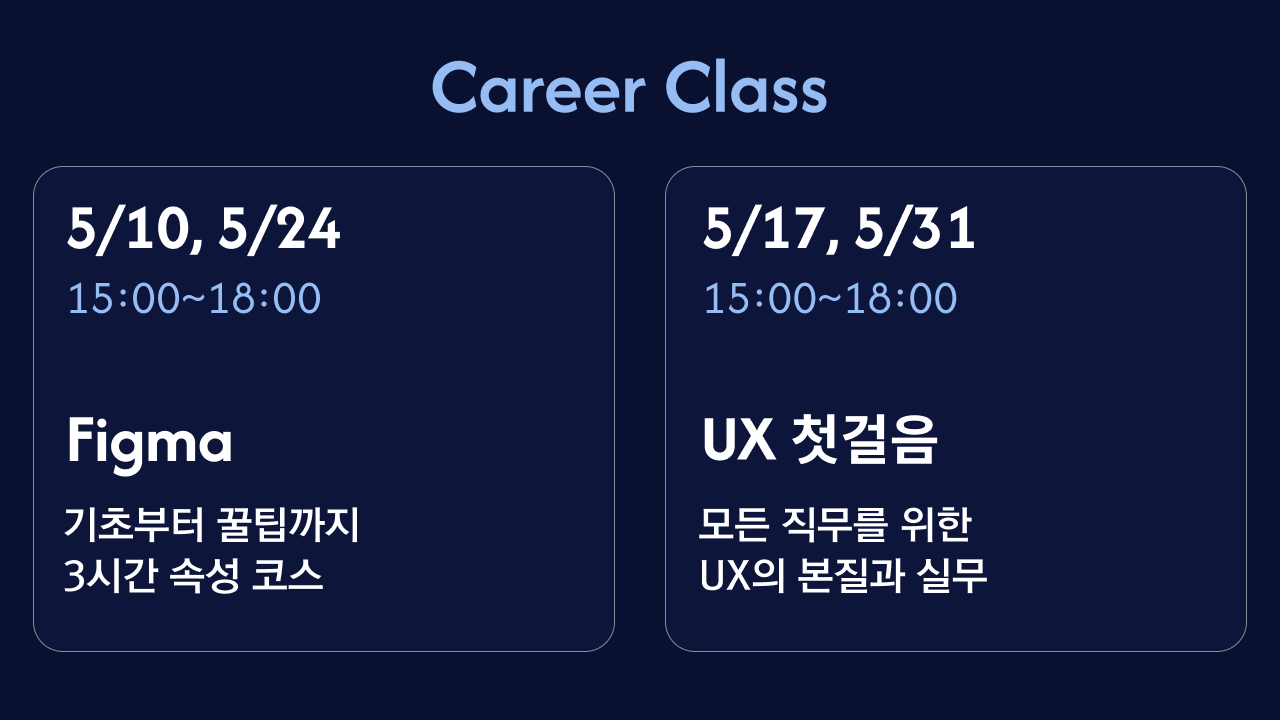 Career Class
5/10, 5/24
15:00~18:00
Figma
기초부터 꿀팁까지
3시간 속성 코스
5/17, 5/31
15:00~18:00
UX 첫걸음
모든 직무를 위한
UX의 본질과 실무